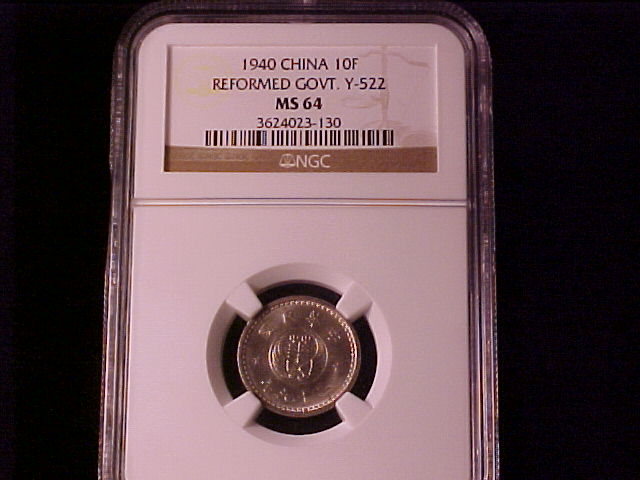 1940 CHINA 10F
REFORMED GOVT. Y-522
MS 64
3624023-130
NGC